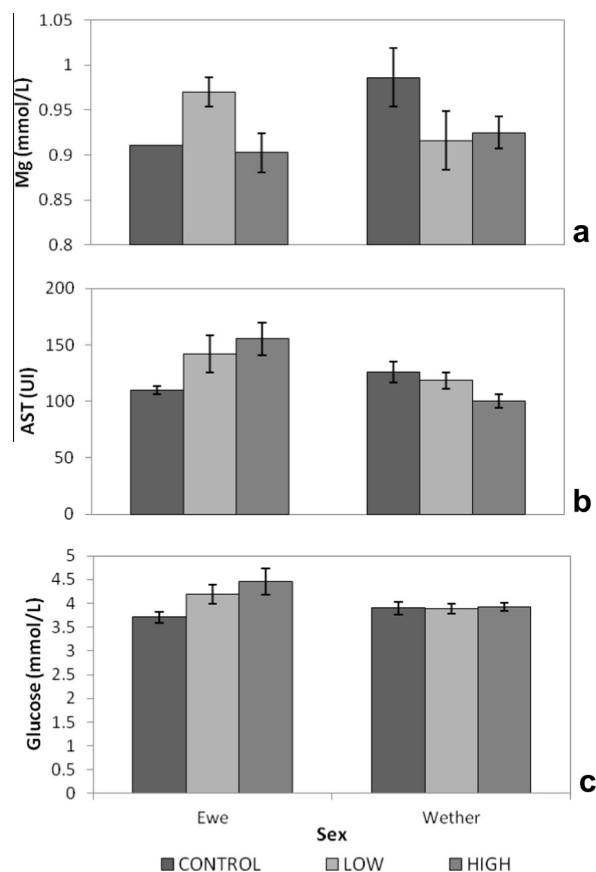 Mg (mmol/L)
1.05
1
0.95
0.9
0.85
0.8
a
AST (UI)
200
150
100
50
0
b
Glucose (mmol/L)
5
4.5
4
3.5
3
2.5
2
1.5
1
0.5
0
c
Ewe Wether
Sex
CONTROL LOW HIGH